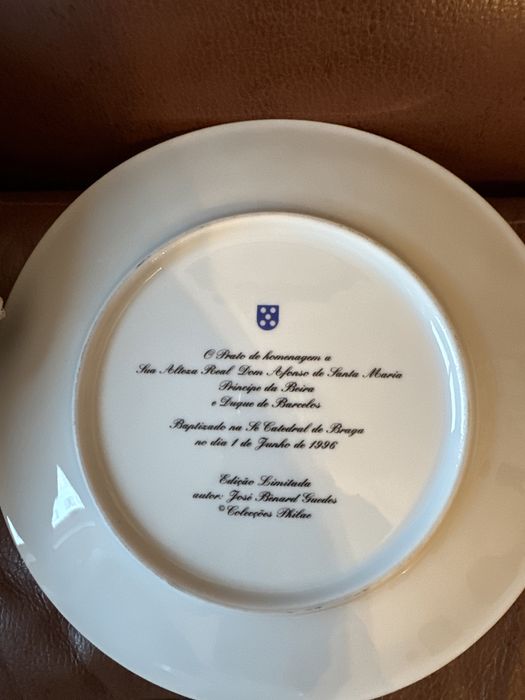 O Prato de homenagem a
Sua Alteza Real Dom Afonso de Santa Maria
Príncipe da Beira
e Duque de Barcelos
Baptizado na Sé Catedral de Braga
no dia 1 de Junho de 1996
Edição Limitada
autor: José Bénard Guedes
©Colecções Philae